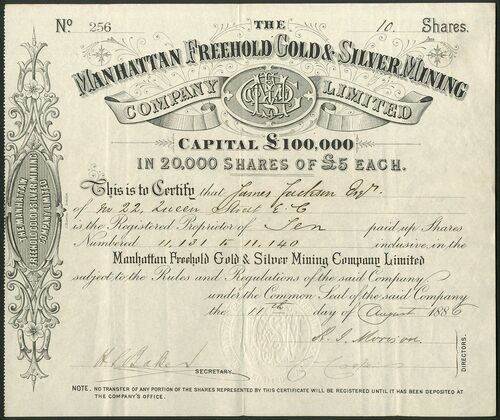 No. 256
10 Shares.
THE
MANHATTAN FREEHOLD GOLD & SILVER MINING
COMPANY LIMITED
CAPITAL £100,000
IN 20,000 SHARES OF £5 EACH.
This is to Certify that James Jackson Esqr.
of No 22, Queen Street E C
is the Registered Proprietor of Ten paid up Shares
Numbered 11,131 to 11,140 inclusive, in the
Manhattan Freehold Gold & Silver Mining Company Limited
subject to the Rules and Regulations of the said Company.
under the Common Seal of the said Company
the 11th day of August 1886
SECRETARY.
DIRECTORS.
NOTE. NO TRANSFER OF ANY PORTION OF THE SHARES REPRESENTED BY THIS CERTIFICATE WILL BE REGISTERED UNTIL IT HAS BEEN DEPOSITED AT
THE COMPANY'S OFFICE.
THE MANHATTAN
FREEHOLD GOLD & SILVER MINING
COMPANY LIMITED